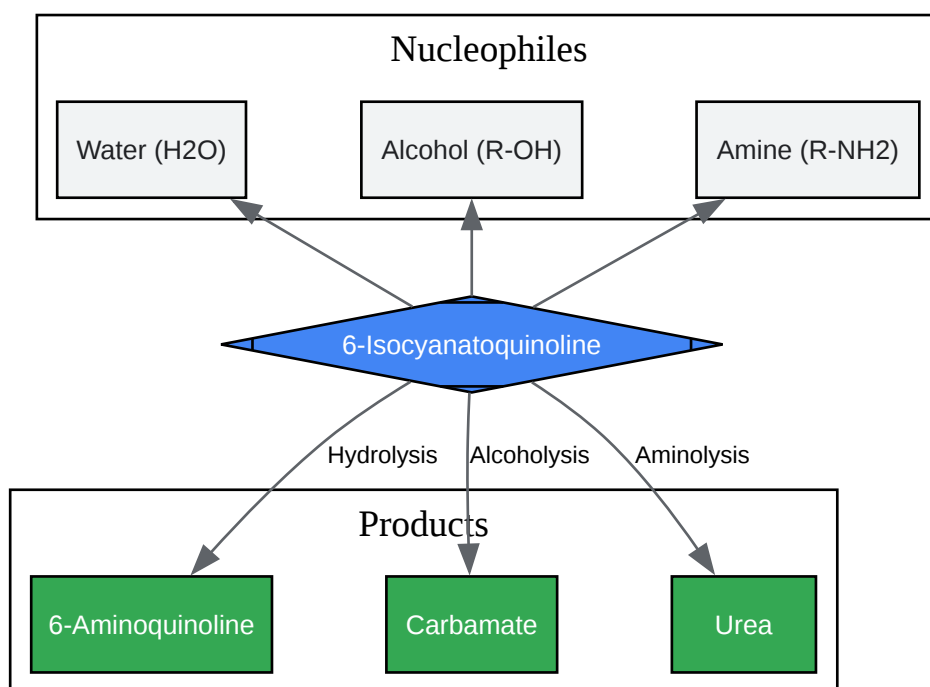 Nucleophiles
Water (H2O)
Alcohol (R-OH)
Amine (R-NH2)
6-Isocyanatoquinoline
Hydrolysis
Alcoholysis
Aminolysis
Products
6-Aminoquinoline
Carbamate
Urea